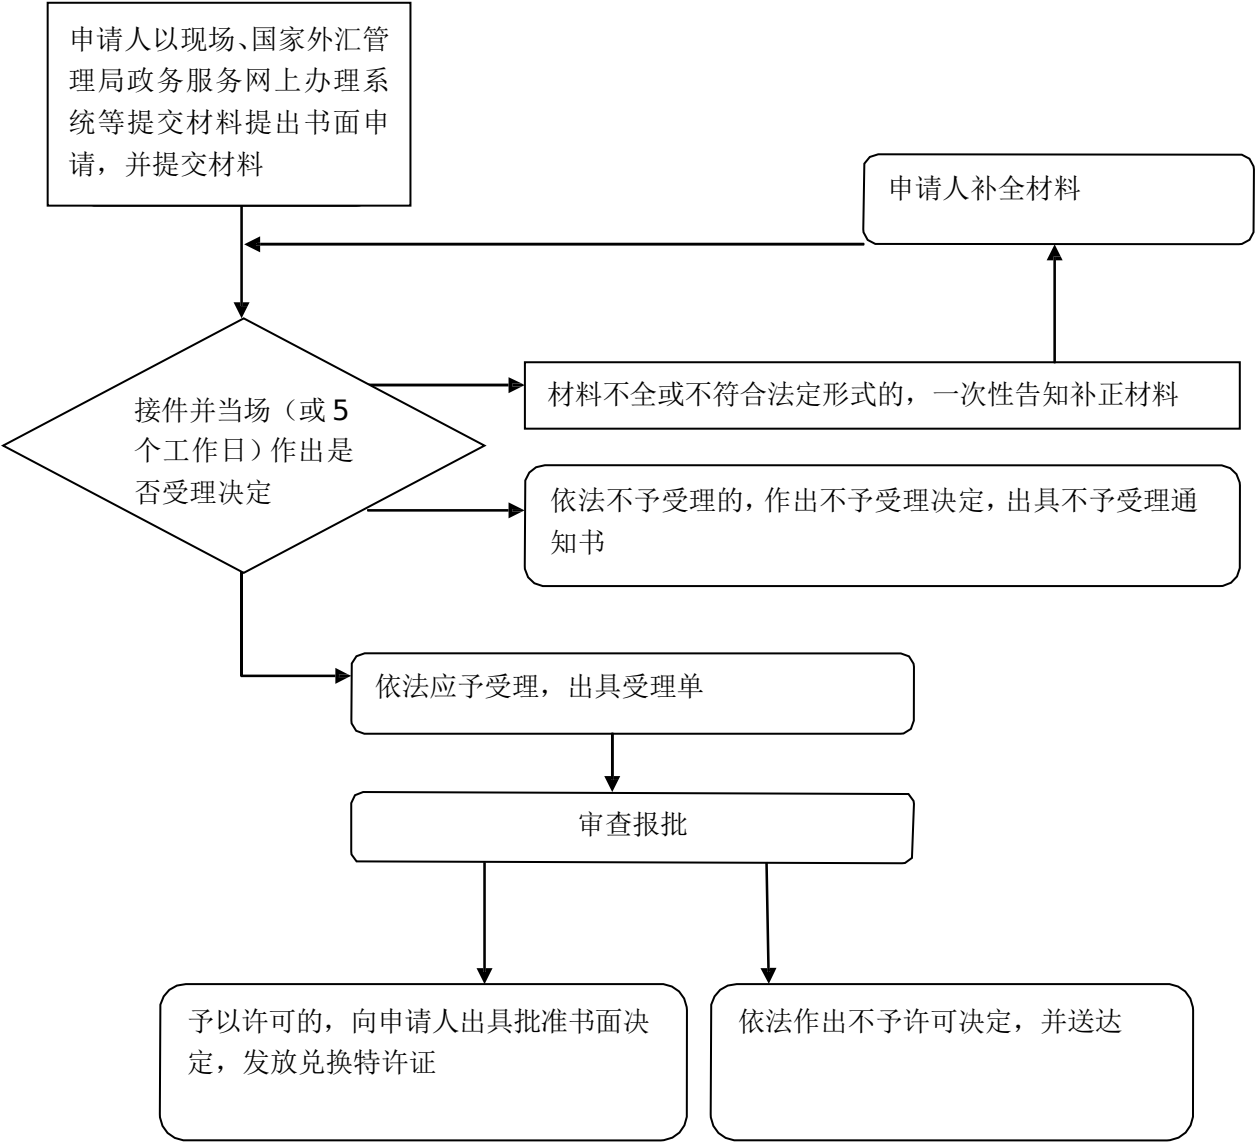 申请人以现场、国家外汇管
理局政务服务网上办理系
统等提交材料提出书面申
请，并提交材料
申请人补全材料
材料不全或不符合法定形式的，一次性告知补正材料
接件并当场（或 5
个工作日）作出是
否受理决定
依法不予受理的，作出不予受理决定，出具不予受理通
知书
依法应予受理，出具受理单
审查报批
予以许可的，向申请人出具批准书面决
定，发放兑换特许证
依法作出不予许可决定，并送达